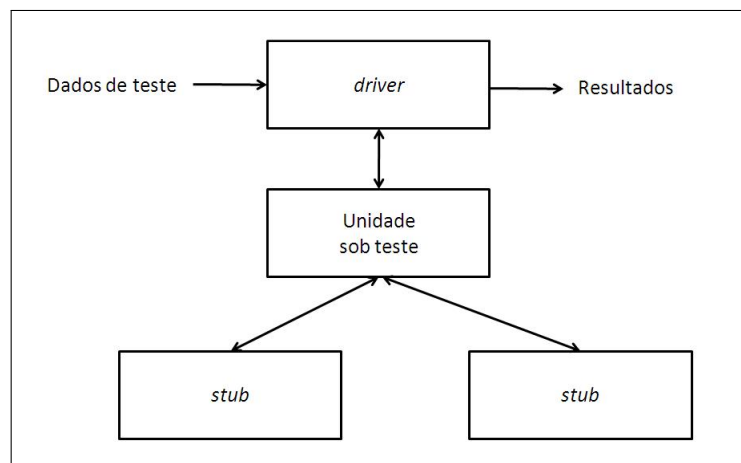 Dados de teste
driver
Resultados
Unidade
sob teste
stub
stub